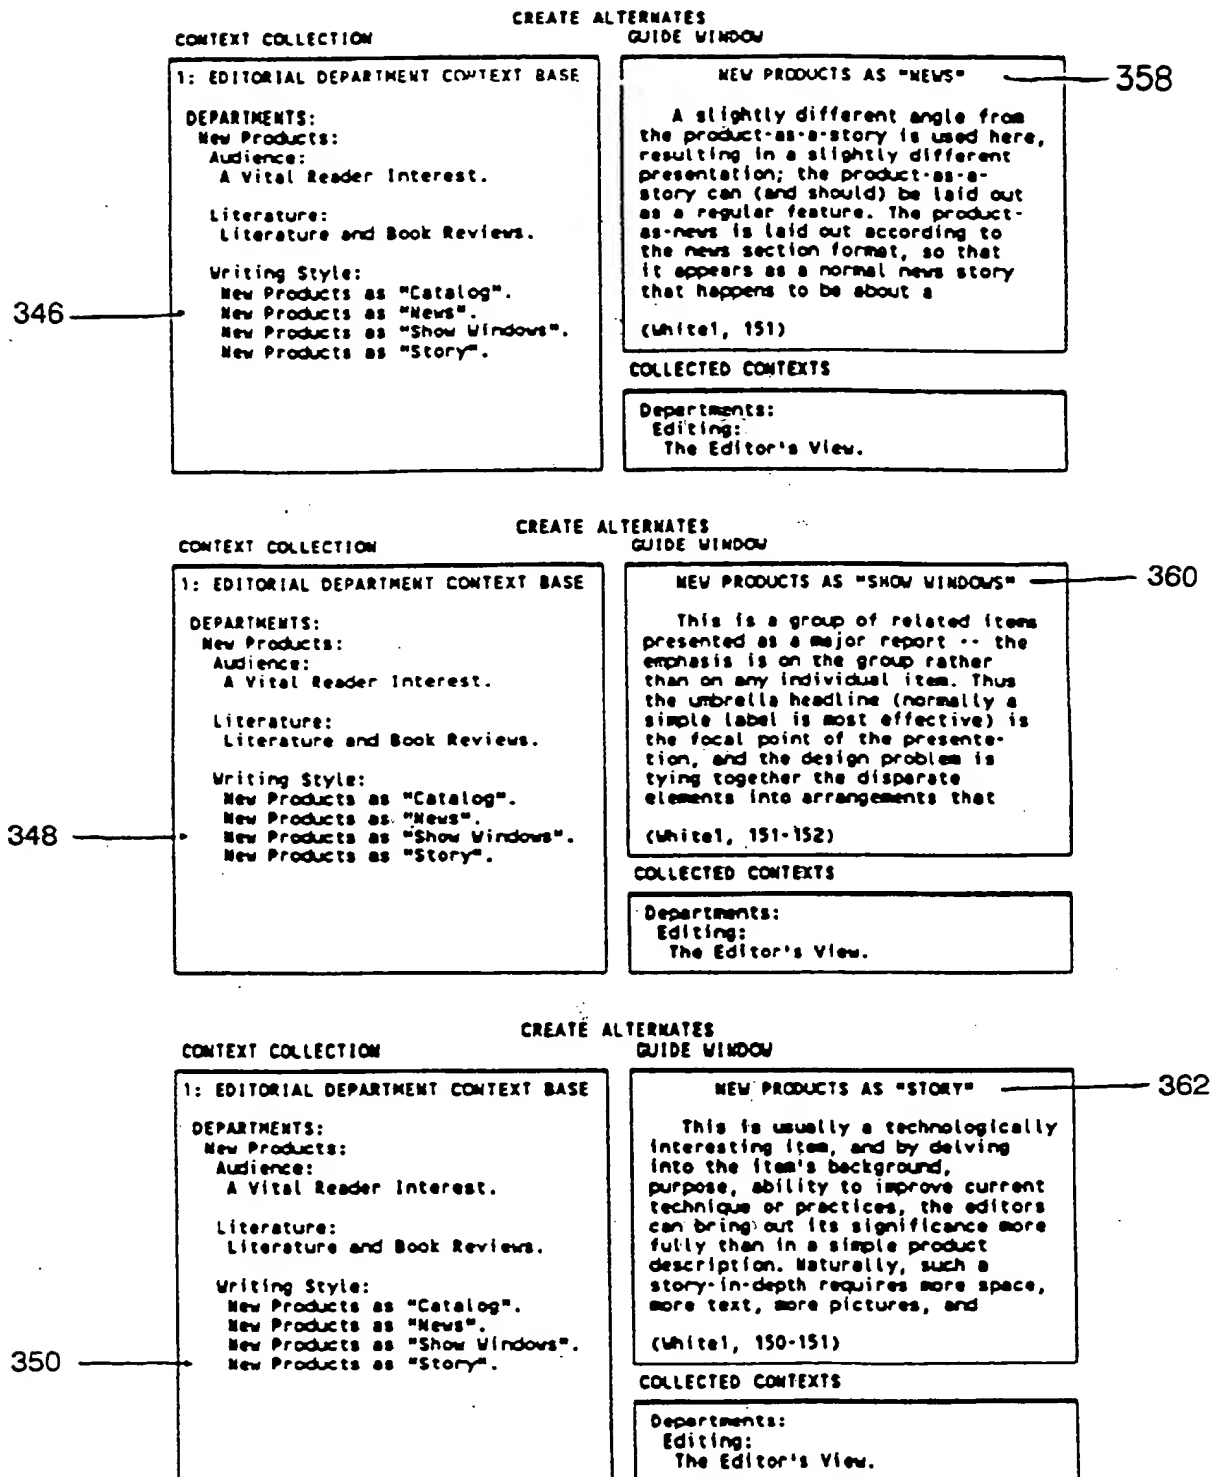 CREATE ALTERNATES
CONTEXT COLLECTION
GUIDE WINDOW
1: EDITORIAL DEPARTMENT CONTEXT BASE
DEPARTMENTS:
New Products:
Audience:
A Vital Reader Interest.
Literature:
Literature and Book Reviews.
Writing Style:
New Products as "Catalog".
346
New Products as "News".
New Products as "Show Windows".
New Products as "Story".
NEW PRODUCTS AS "NEWS"
358
A slightly different angle from
the product-as-a-story is used here,
resulting in a slightly different
presentation; the product-as-a-
story can (and should) be laid out
as a regular feature. The product-
as-news is laid out according to
the news section format, so that
it appears as a normal news story
that happens to be about a
(White1, 151)
COLLECTED CONTEXTS
Departments:
Editing:
The Editor's View.
CREATE ALTERNATES
CONTEXT COLLECTION
GUIDE WINDOW
1: EDITORIAL DEPARTMENT CONTEXT BASE
DEPARTMENTS:
New Products:
Audience:
A Vital Reader Interest.
Literature:
Literature and Book Reviews.
Writing Style:
New Products as "Catalog".
New Products as "News".
348
New Products as "Show Windows".
New Products as "Story".
NEW PRODUCTS AS "SHOW WINDOWS"
360
This is a group of related items
presented as a major report -- the
emphasis is on the group rather
than on any individual item. Thus
the umbrella headline (normally a
simple label is most effective) is
the focal point of the presenta-
tion, and the design problem is
tying together the disparate
elements into arrangements that
(White1, 151-152)
COLLECTED CONTEXTS
Departments:
Editing:
The Editor's View.
CREATE ALTERNATES
CONTEXT COLLECTION
GUIDE WINDOW
1: EDITORIAL DEPARTMENT CONTEXT BASE
DEPARTMENTS:
New Products:
Audience:
A Vital Reader Interest.
Literature:
Literature and Book Reviews.
Writing Style:
New Products as "Catalog".
New Products as "News".
New Products as "Show Windows".
350
New Products as "Story".
NEW PRODUCTS AS "STORY"
362
This is usually a technologically
interesting item, and by delving
into the item's background,
purpose, ability to improve current
technique or practices, the editors
can bring out its significance more
fully than in a simple product
description. Naturally, such a
story-in-depth requires more space,
more text, more pictures, and
(White1, 150-151)
COLLECTED CONTEXTS
Departments:
Editing:
The Editor's View.